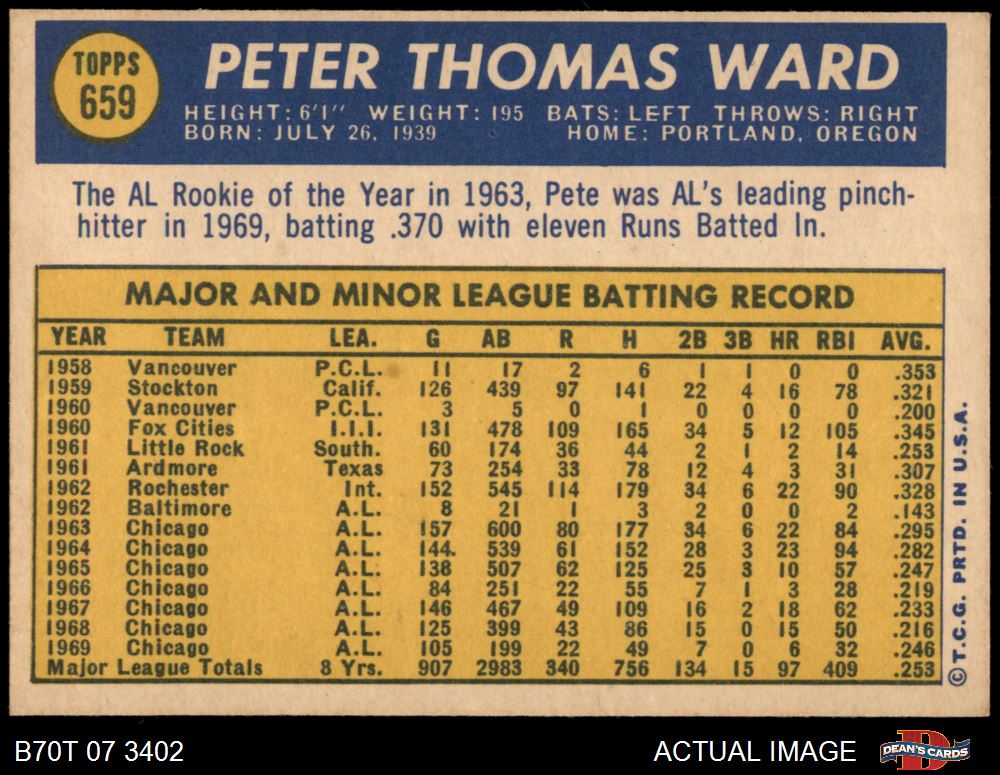 TOPPS
659
PETER THOMAS WARD
HEIGHT: 6'1" WEIGHT: 195 BATS: LEFT THROWS: RIGHT
BORN: JULY 26, 1939 HOME: PORTLAND, OREGON
The AL Rookie of the Year in 1963, Pete was AL's leading pinch-
hitter in 1969, batting .370 with eleven Runs Batted In.
MAJOR AND MINOR LEAGUE BATTING RECORD
YEAR TEAM LEA. G AB R H 2B 3B HR RBI AVG.
1958 Vancouver P.C.L. 11 17 2 6 1 1 0 0 .353
1959 Stockton Calif. 126 439 97 141 22 4 16 78 .321
1960 Vancouver P.C.L. 3 5 0 1 0 0 0 0 .200
1960 Fox Cities I.I.I. 131 478 109 165 34 5 12 105 .345
1961 Little Rock South. 60 174 36 44 2 1 2 14 .253
1961 Ardmore Texas 73 254 33 78 12 4 3 31 .307
1962 Rochester Int. 152 545 114 179 34 6 22 90 .328
1962 Baltimore A.L. 8 21 1 3 2 0 0 2 .143
1963 Chicago A.L. 157 600 80 177 34 6 22 84 .295
1964 Chicago A.L. 144. 539 61 152 28 3 23 94 .282
1965 Chicago A.L. 138 507 62 125 25 3 10 57 .247
1966 Chicago A.L. 84 251 22 55 7 1 3 28 .219
1967 Chicago A.L. 146 467 49 109 16 2 18 62 .233
1968 Chicago A.L. 125 399 43 86 15 0 15 50 .216
1969 Chicago A.L. 105 199 22 49 7 0 6 32 .246
Major League Totals 8 Yrs. 907 2983 340 756 134 15 97 409 .253
© T.C.G. PRTD. IN U.S.A.
B70T 07 3402 ACTUAL IMAGE
DEAN'S CARDS